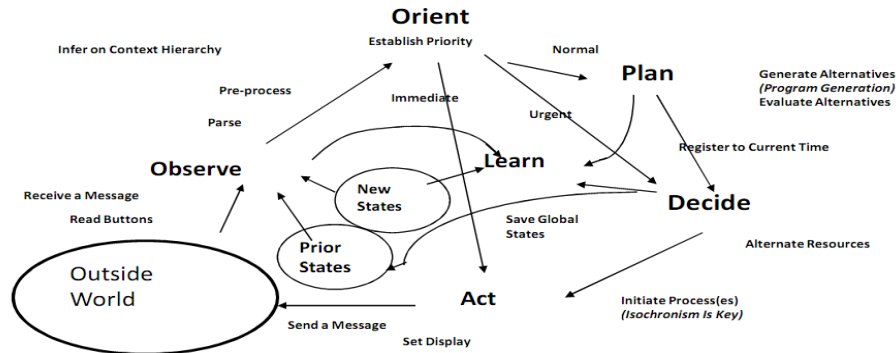 Orient
Establish Priority
Infer on Context Hierarchy
Normal
Plan
Generate Alternatives
(Program Generation)
Evaluate Alternatives
Pre-process
Immediate
Parse
Urgent
Register to Current Time
Observe
Learn
Receive a Message
Read Buttons
New
States
Save Global
States
Decide
Alternate Resources
Prior
States
Outside
World
Act
Initiate Process(es)
(Isochronism Is Key)
Send a Message
Set Display